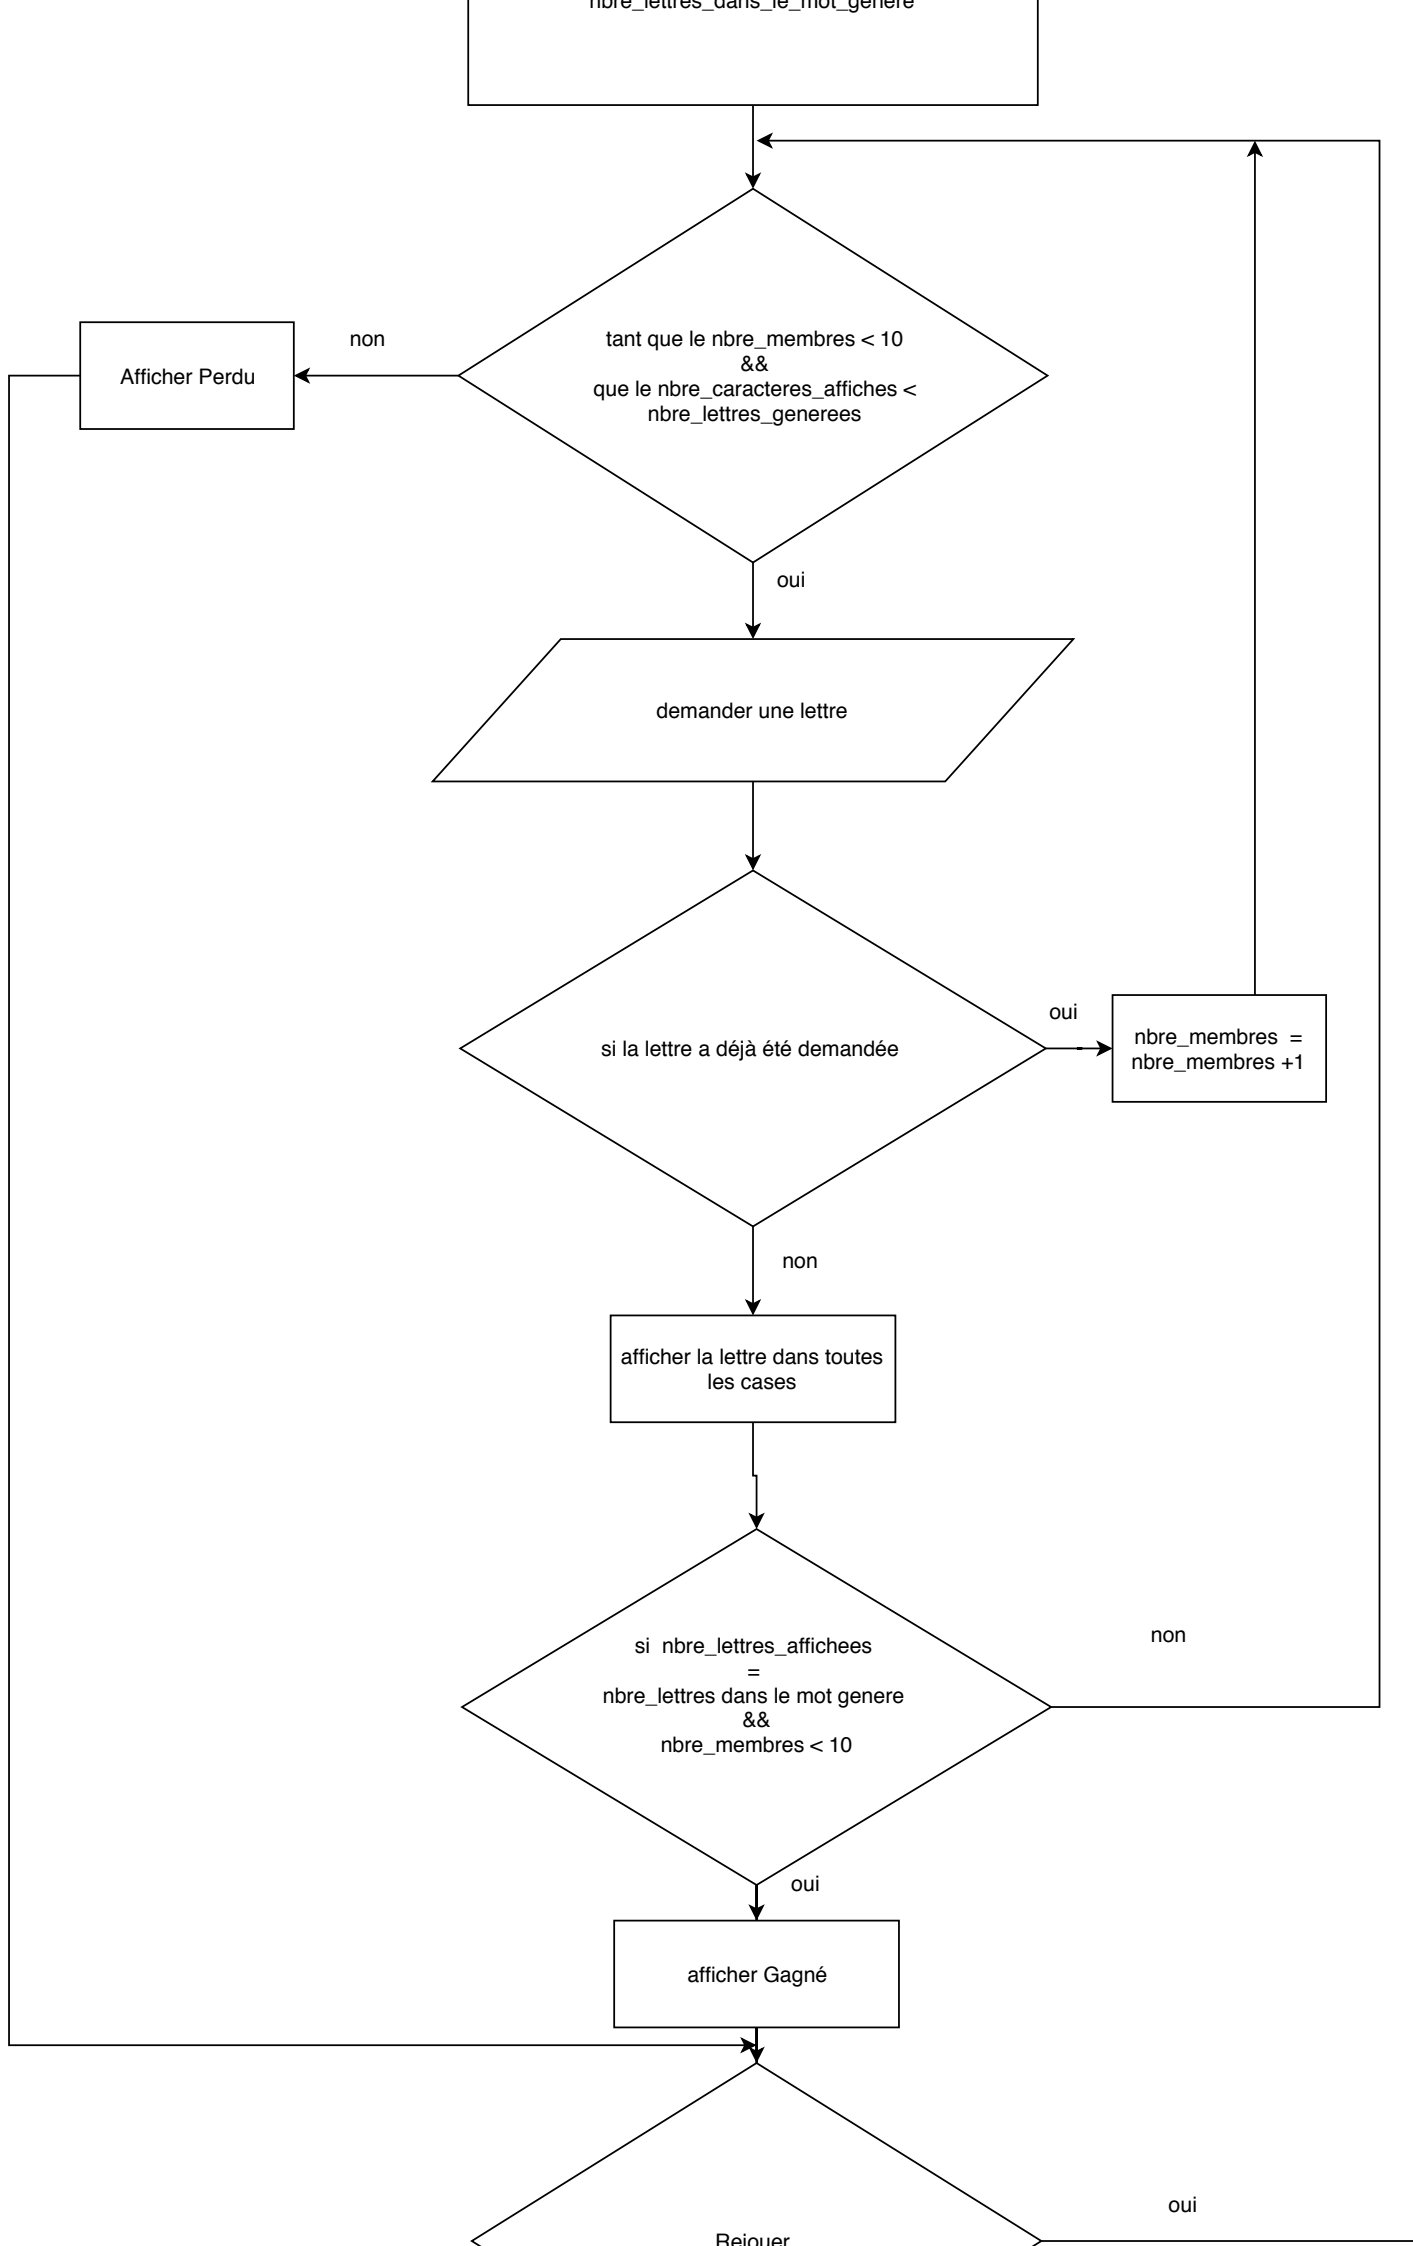 nbre_lettres_dans_le_mot_genere
non
tant que le nbre_membres < 10
&&
que le nbre_caracteres_affiches <
nbre_lettres_generees
Afficher Perdu
oui
demander une lettre
oui
si la lettre a déjà été demandée
nbre_membres =
nbre_membres +1
non
afficher la lettre dans toutes
les cases
si nbre_lettres_affichees
=
nbre_lettres dans le mot genere
&&
nbre_membres < 10
non
oui
afficher Gagné
oui
Rejouer